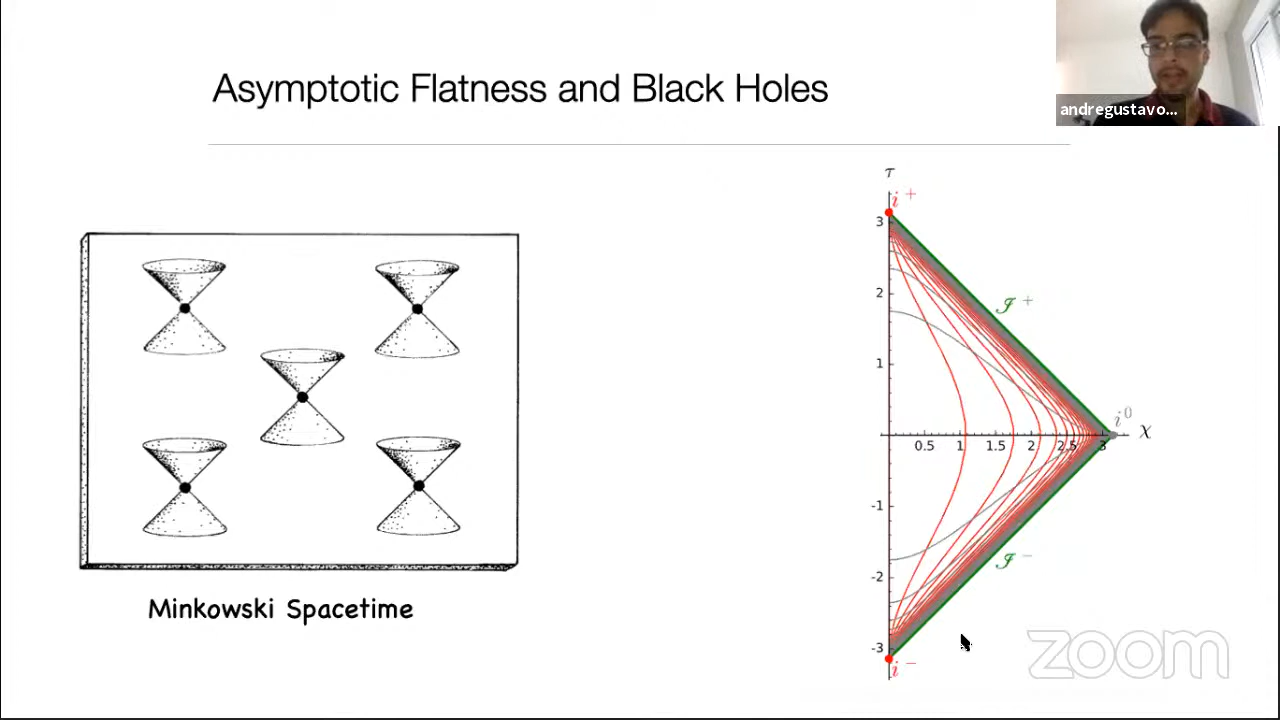 Asymptotic Flatness and Black Holes
andregustavo...
Minkowski Spacetime
τ
i⁺
3
2
ℐ⁺
1
i⁰
0.5 1 1.5 2 2.5 3 χ
-1
ℐ⁻
-2
-3
i⁻
zoom